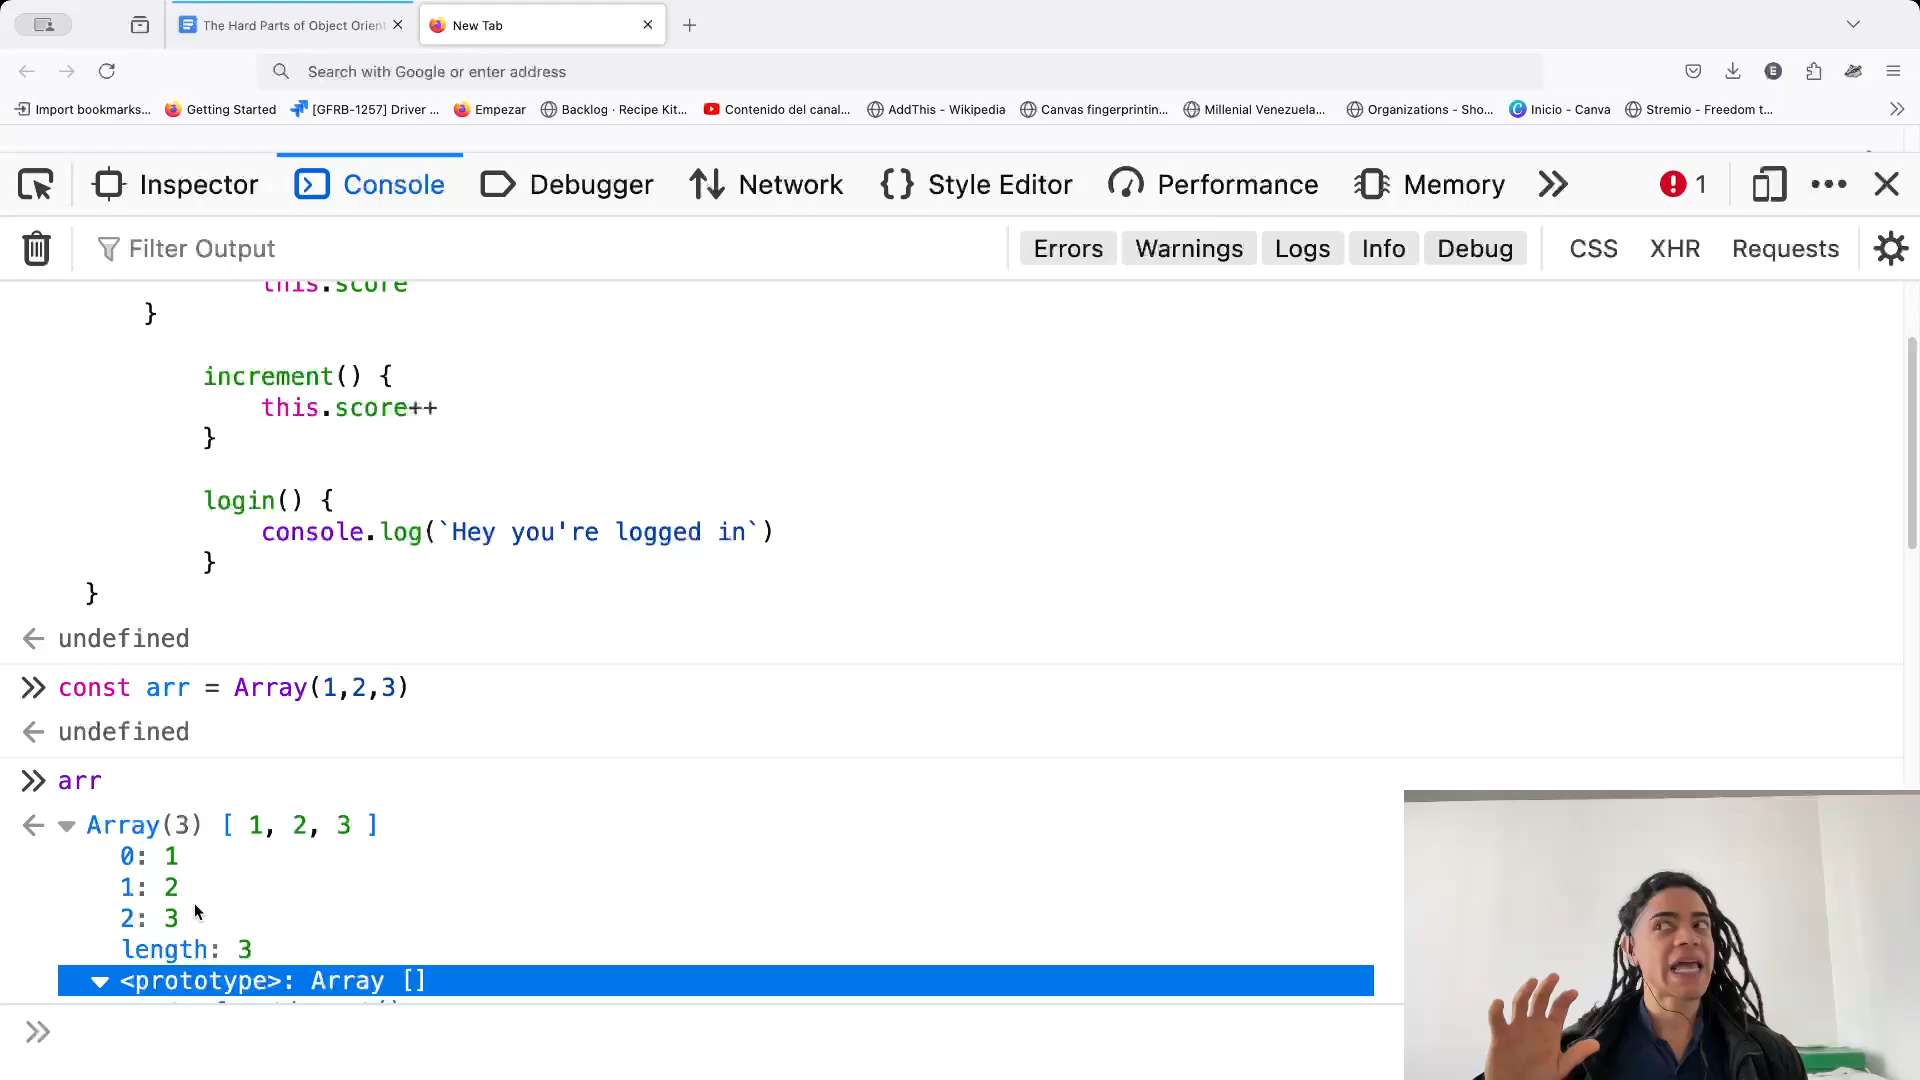 The Hard Parts of Object Orient
New Tab
Search with Google or enter address
Import bookmarks...
Getting Started
[GFRB-1257] Driver ...
Empezar
Backlog · Recipe Kit...
Contenido del canal...
AddThis - Wikipedia
Canvas fingerprintin...
Millenial Venezuela...
Organizations - Sho...
Inicio - Canva
Stremio - Freedom t...
Inspector
Console
Debugger
Network
Style Editor
Performance
Memory
1
Filter Output
Errors
Warnings
Logs
Info
Debug
CSS
XHR
Requests
this.score
}
increment() {
this.score++
}
login() {
console.log(`Hey you're logged in`)
}
}
undefined
const arr = Array(1,2,3)
undefined
arr
Array(3) [ 1, 2, 3 ]
0: 1
1: 2
2: 3
length: 3
<prototype>: Array []